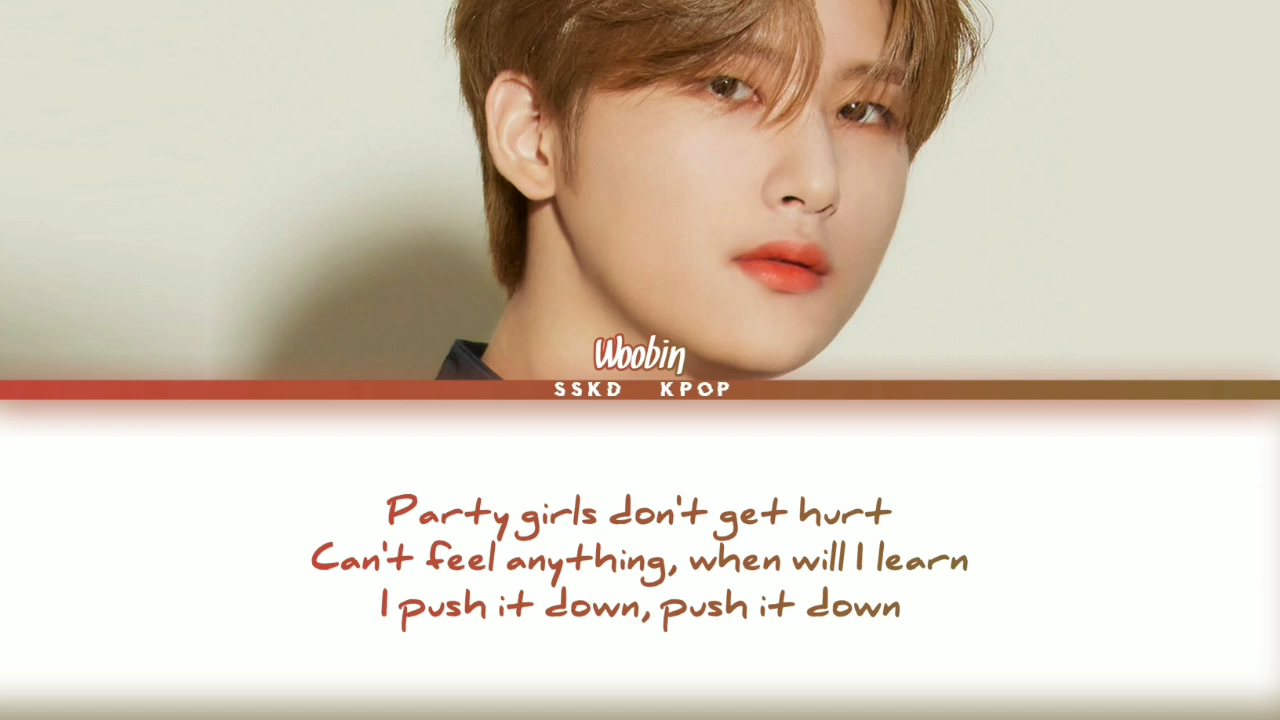 Woobin
SSKD KPOP
Party girls don't get hurt
Can't feel anything, when will I learn
I push it down, push it down